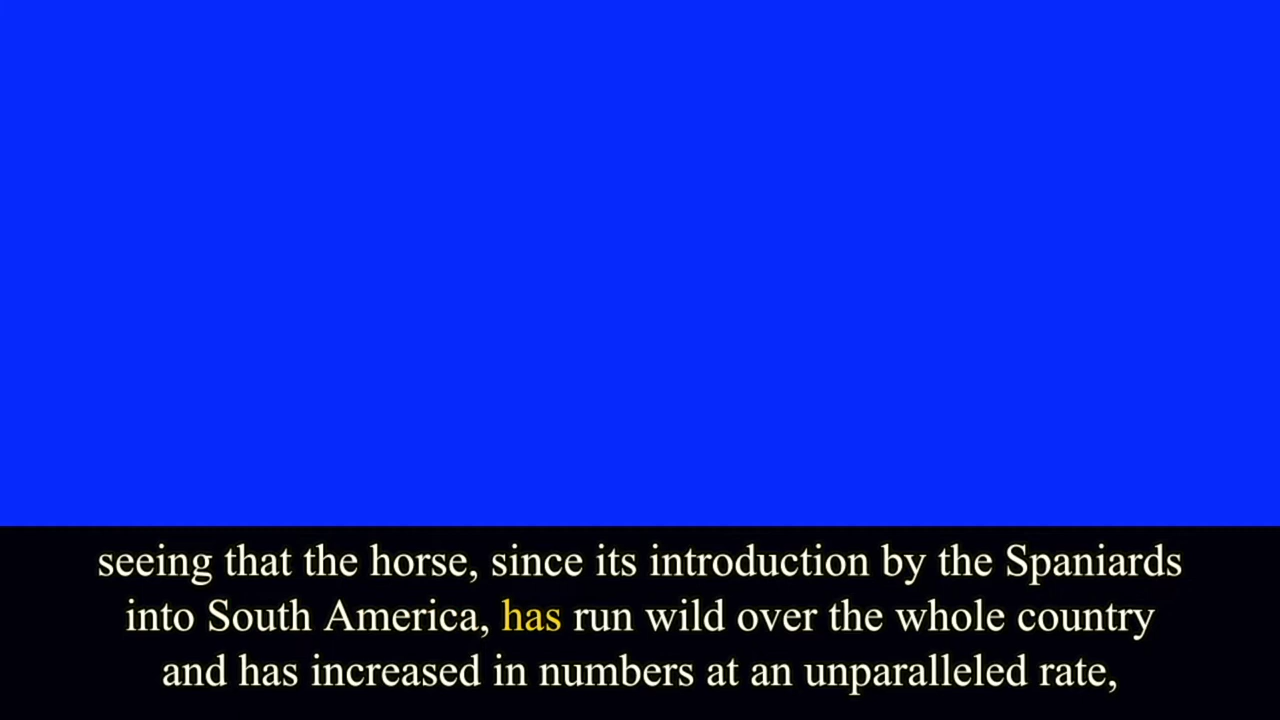 seeing that the horse, since its introduction by the Spaniards
into South America, has run wild over the whole country
and has increased in numbers at an unparalleled rate,